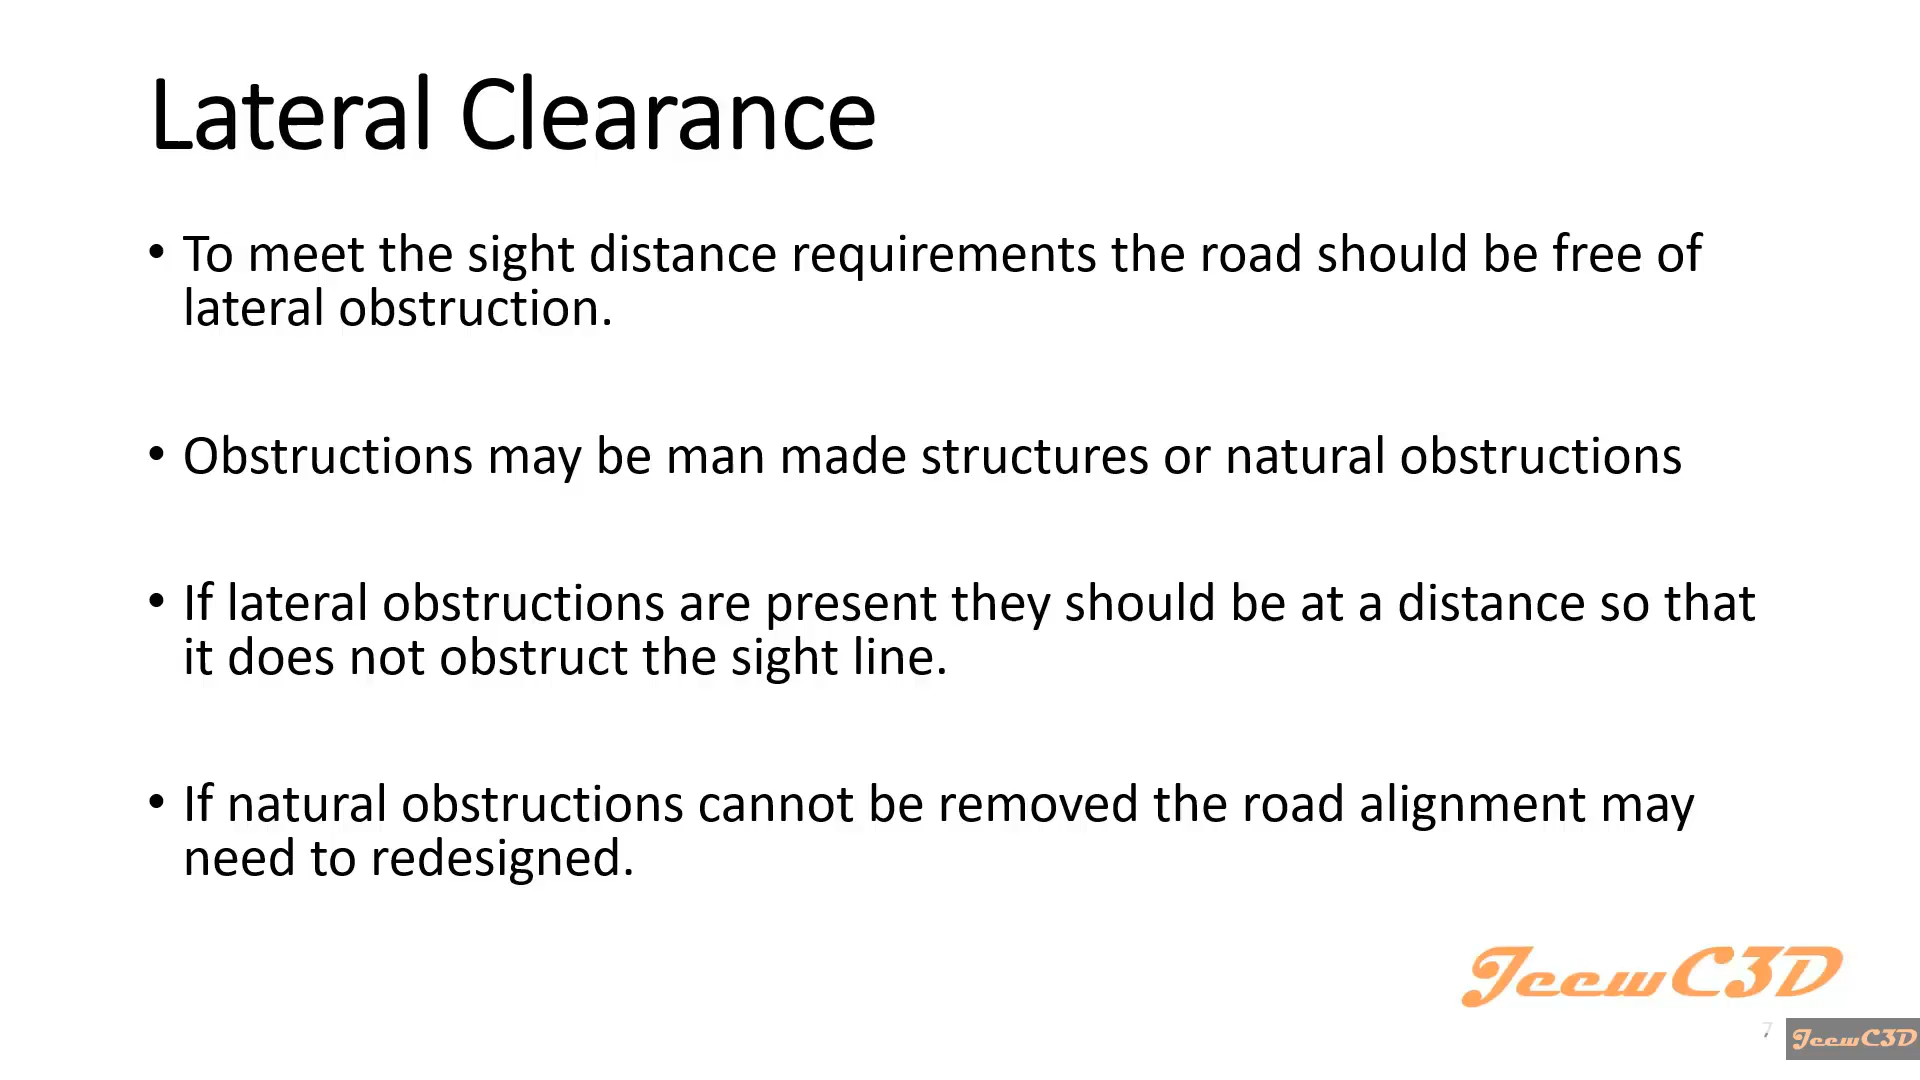 Lateral Clearance
• To meet the sight distance requirements the road should be free of
lateral obstruction.
• Obstructions may be man made structures or natural obstructions
• If lateral obstructions are present they should be at a distance so that
it does not obstruct the sight line.
• If natural obstructions cannot be removed the road alignment may
need to redesigned.
JeewC3D
7
JeewC3D